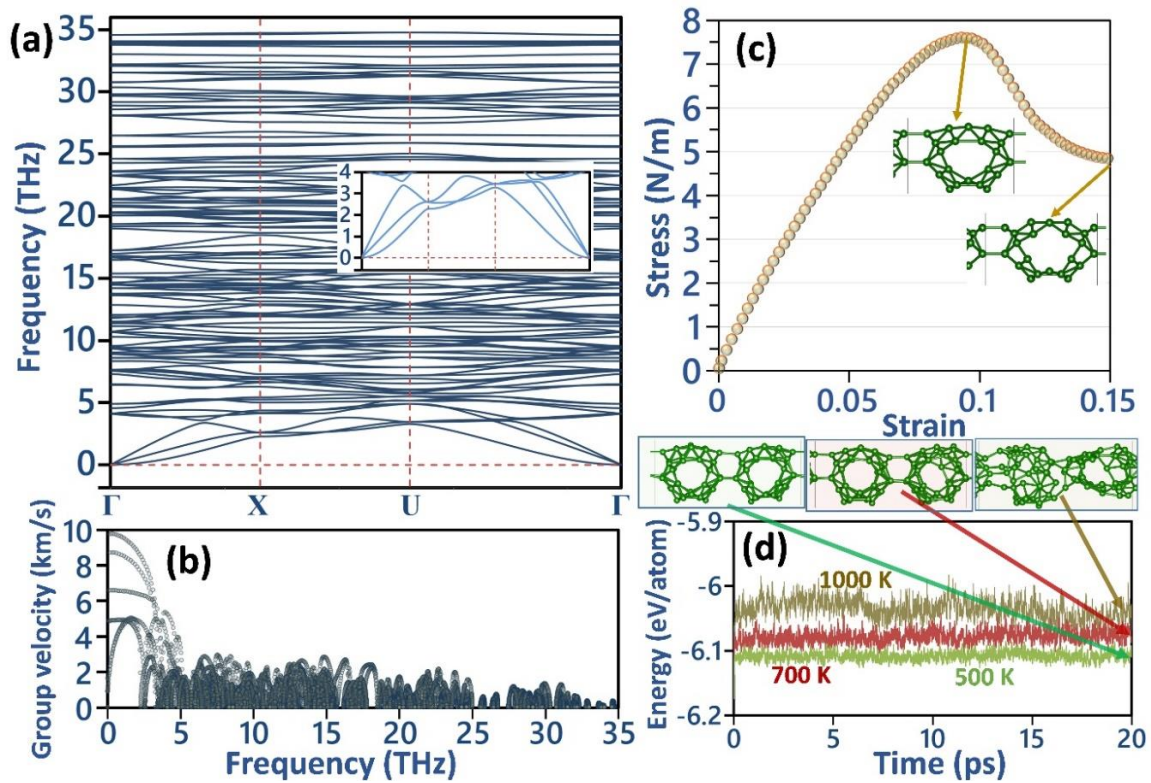 (a)
35
30
25
20
15
10
5
0
Frequency (THz)
4
3
2
1
0
Γ X U Γ
(b)
10
8
6
4
2
0
Group velocity (km/s)
0 5 10 15 20 25 30 35
Frequency (THz)
(c)
8
7
6
5
4
3
2
1
0
Stress (N/m)
0 0.05 0.1 0.15
Strain
(d)
-5.9
-6
-6.1
-6.2
Energy (eV/atom)
1000 K
700 K
500 K
0 5 10 15 20
Time (ps)